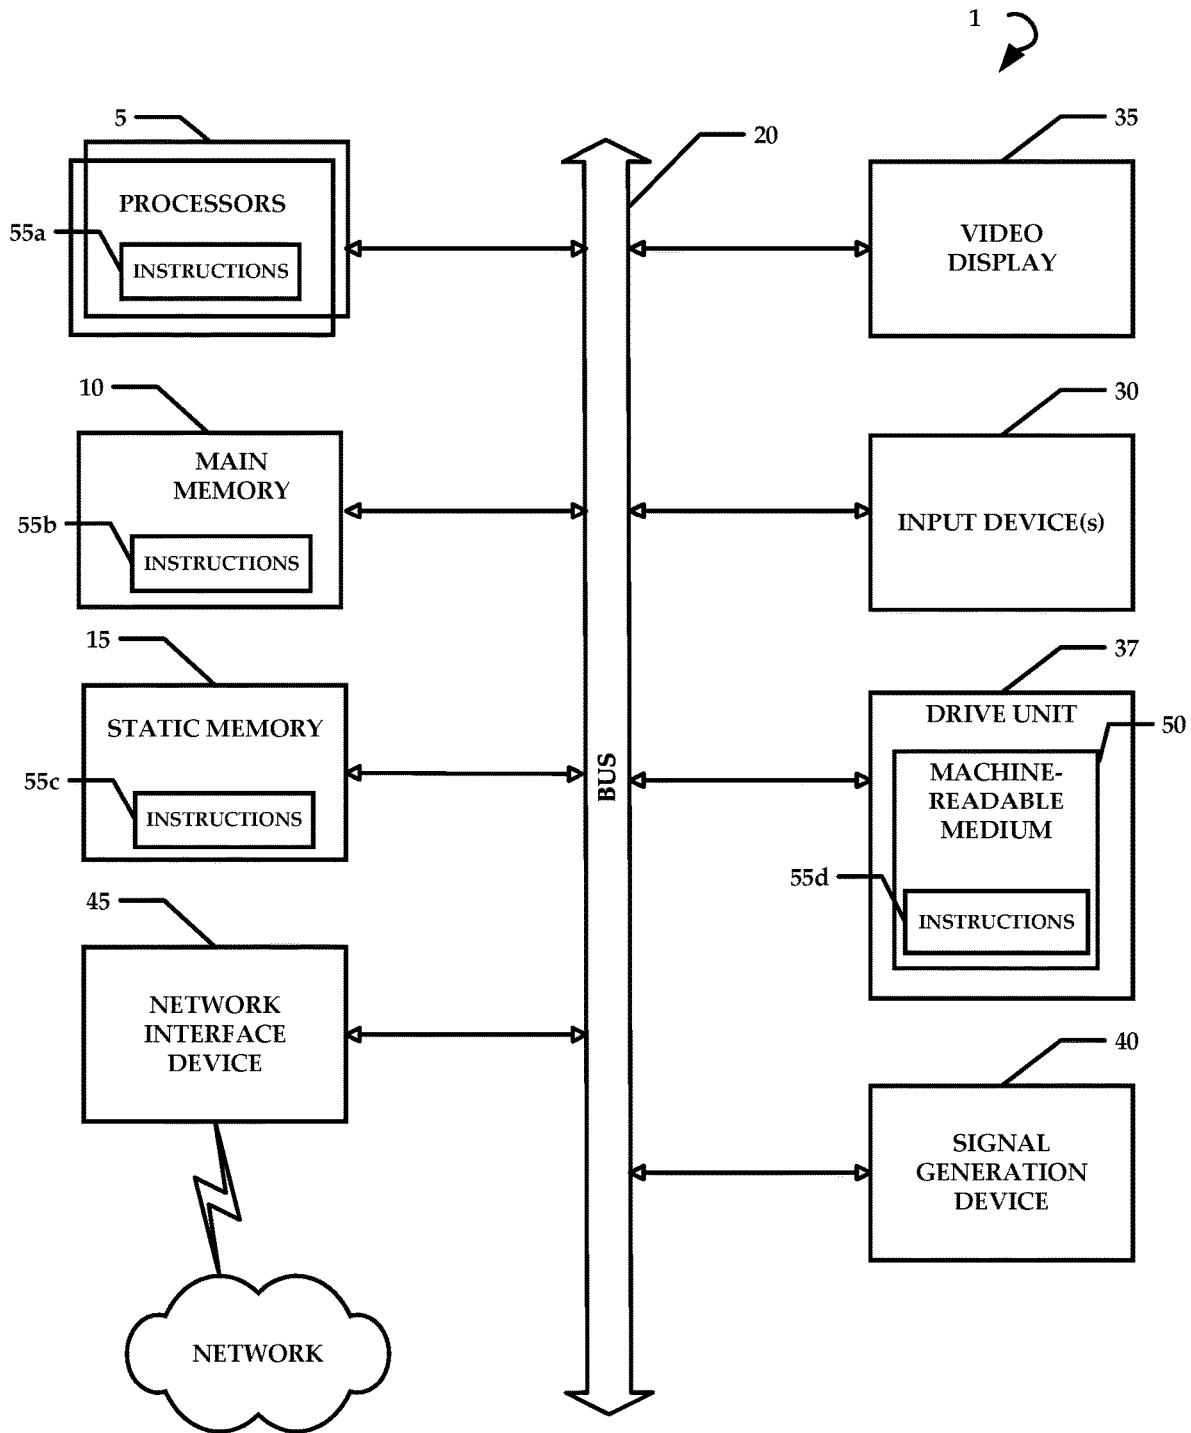 1
5
PROCESSORS
55a
INSTRUCTIONS
20
35
VIDEO
DISPLAY
10
MAIN
MEMORY
55b
INSTRUCTIONS
30
INPUT DEVICE(s)
15
STATIC MEMORY
55c
INSTRUCTIONS
BUS
37
DRIVE UNIT
50
MACHINE-
READABLE
MEDIUM
55d
INSTRUCTIONS
45
NETWORK
INTERFACE
DEVICE
40
SIGNAL
GENERATION
DEVICE
NETWORK